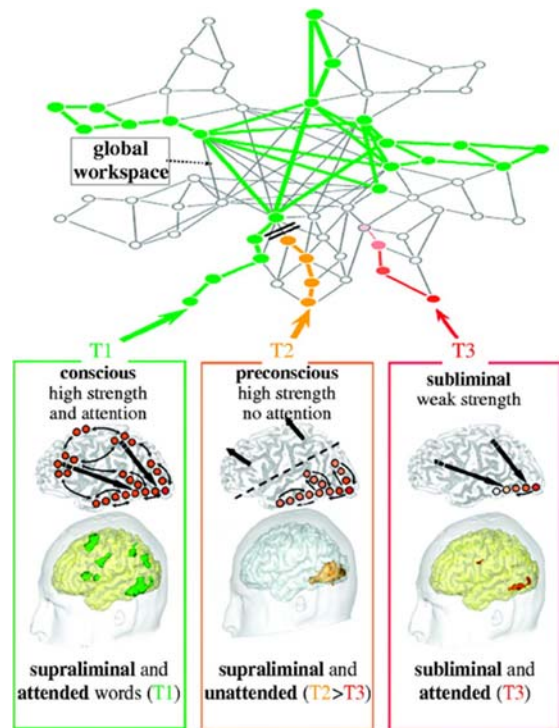 global
workspace
T1
T2
T3
conscious
high strength
and attention
preconscious
high strength
no attention
subliminal
weak strength
supraliminal and
attended words (T1)
supraliminal and
unattended (T2>T3)
subliminal and
attended (T3)